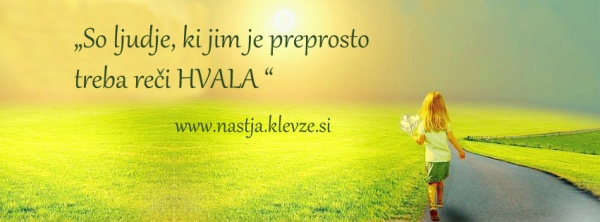 „So ljudje, ki jim je preprosto
treba reči HVALA “
www.nastja.klevze.si